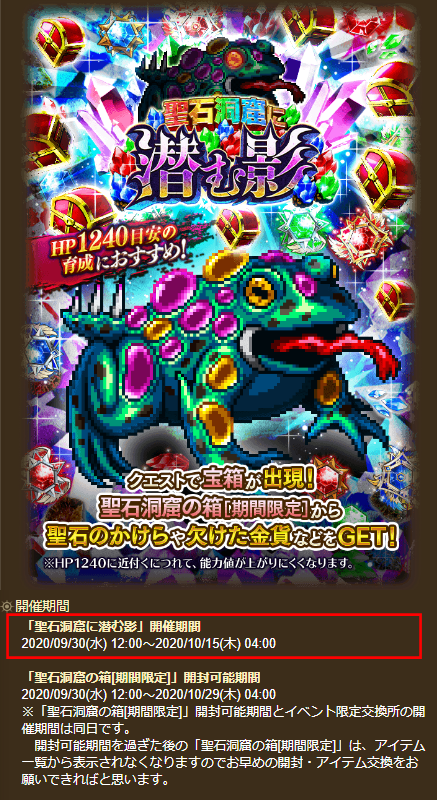 聖石洞窟に
潜む影
HP1240目安の
育成におすすめ!
クエストで宝箱が出現!
聖石洞窟の箱[期間限定]から
聖石のかけらや欠けた金貨などをGET!
※HP1240に近付くにつれて、能力値が上がりにくくなります。
開催期間
「聖石洞窟に潜む影」開催期間
2020/09/30(水) 12:00～2020/10/15(木) 04:00
「聖石洞窟の箱[期間限定]」開封可能期間
2020/09/30(水) 12:00～2020/10/29(木) 04:00
※「聖石洞窟の箱[期間限定]」開封可能期間とイベント限定交換所の開
催期間は同日です。
開封可能期間を過ぎた後の「聖石洞窟の箱[期間限定]」は、アイテム
一覧から表示されなくなりますのでお早めの開封・アイテム交換をお
願いできればと思います。